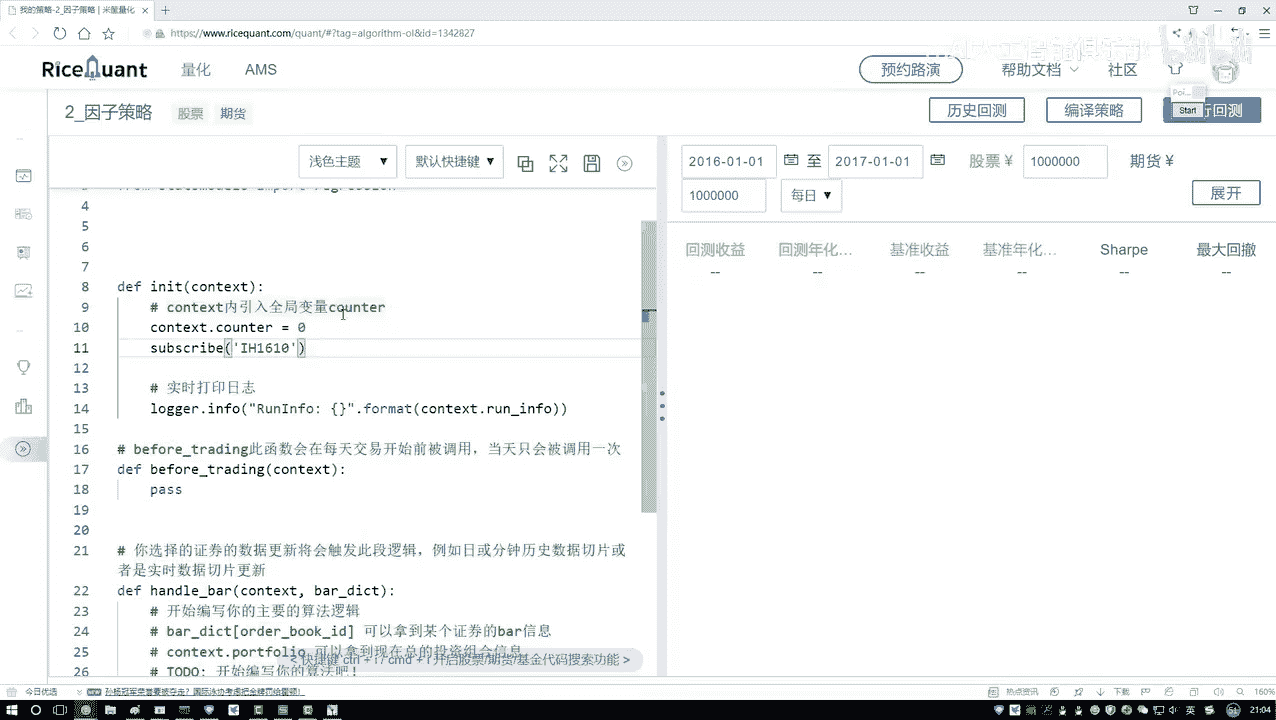 我的策略-2_因子策略 | 米筐量化
https://www.ricequant.com/quant/#?tag=algorithm-ol&id=1342827
RiceQuant 量化 AMS 预约路演 帮助文档 社区
Poi...
Start
2_因子策略 股票 期货 历史回测 编译策略 行回测
浅色主题 ▼ 默认快捷键 ▼
2016-01-01 至 2017-01-01 股票 ¥ 1000000 期货 ¥
1000000 每日 ▼ 展开
回测收益 回测年化... 基准收益 基准年化... Sharpe 最大回撤
-- -- -- -- -- --
4
5
6
7
8 def init(context):
9 # context内引入全局变量counter
10 context.counter = 0
11 subscribe('IH1610')
12
13 # 实时打印日志
14 logger.info("RunInfo: {}".format(context.run_info))
15
16 # before_trading此函数会在每天交易开始前被调用，当天只会被调用一次
17 def before_trading(context):
18 pass
19
20
21 # 你选择的证券的数据更新将会触发此段逻辑，例如日或分钟历史数据切片或
者是实时数据切片更新
22 def handle_bar(context, bar_dict):
23 # 开始编写你的主要的算法逻辑
24 # bar_dict[order_book_id] 可以拿到某个证券的bar信息
25 # context.portfolio 可以拿到现在总的投资组合信息
26 # TODO: 开始编写你的算法吧！
< 快捷键 ctrl + i / cmd + i 开启股票/期货/基金代码搜索功能 >
今日优选
热点资讯 下载 160%
英 21:04